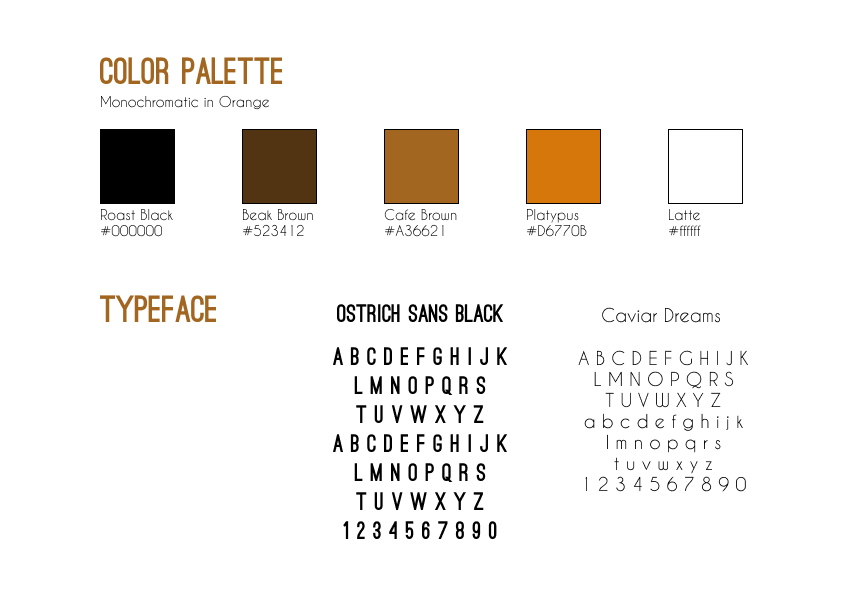 COLOR PALETTE
Monochromatic in Orange
Roast Black
#000000
Beak Brown
#523412
Cafe Brown
#A36621
Platypus
#D6770B
Latte
#ffffff
TYPEFACE
OSTRICH SANS BLACK
A B C D E F G H I J K
L M N O P Q R S
T U V W X Y Z
A B C D E F G H I J K
L M N O P Q R S
T U V W X Y Z
1 2 3 4 5 6 7 8 9 0
Caviar Dreams
A B C D E F G H I J K
L M N O P Q R S
T U V W X Y Z
a b c d e f g h i j k
l m n o p q r s
t u v w x y z
1 2 3 4 5 6 7 8 9 0